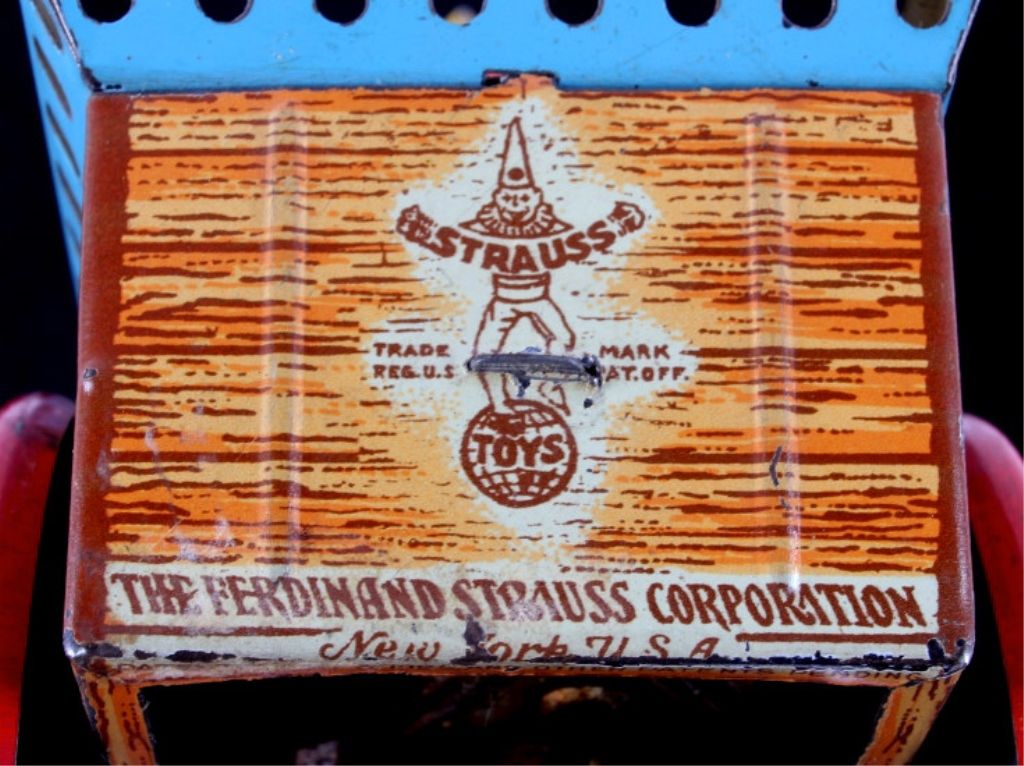 STRAUSS
TRADE MARK
REG. U.S. PAT. OFF.
TOYS
THE FERDINAND STRAUSS CORPORATION
New York U.S.A.